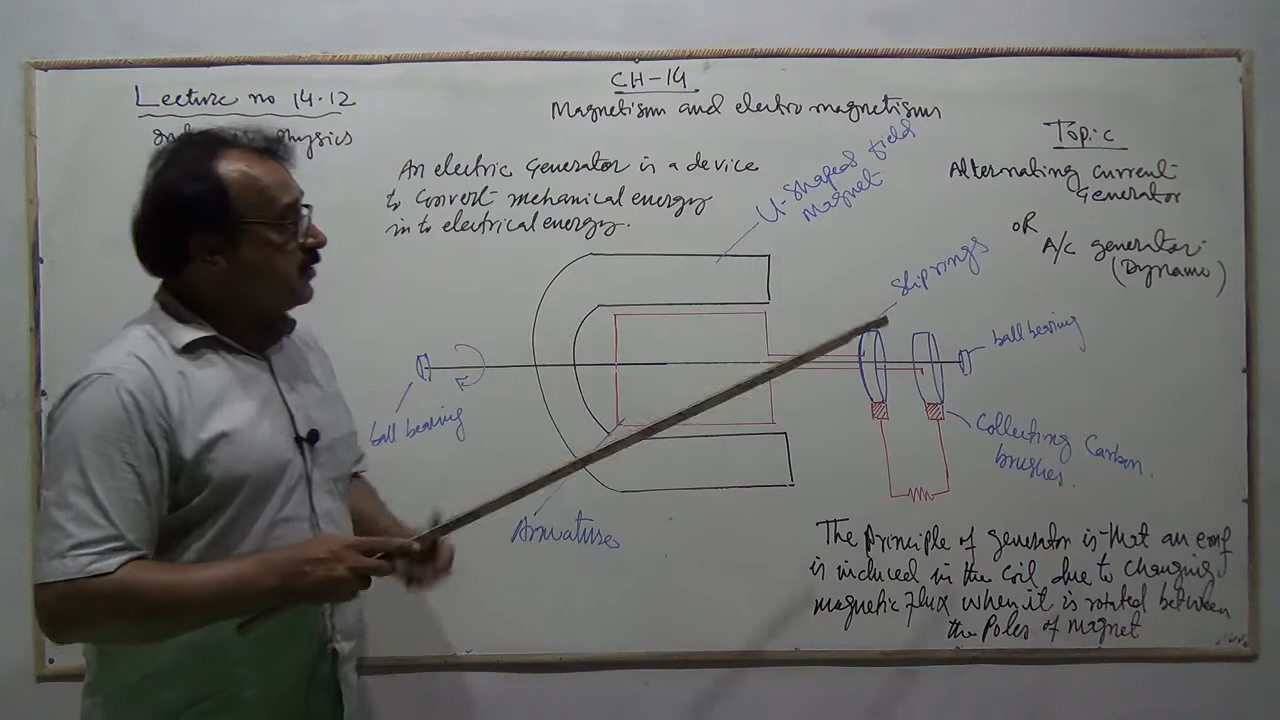 Lecture no 14.12
physics
CH-14
Magnetism and electromagnetism
Topic
Alternating current
Generator
OR
A/C generator
(Dynamo)
An electric Generator is a device
to convert mechanical energy
in to electrical energy.
U-shaped field
Magnet
Slip rings
ball bearing
ball bearing
Collecting Carbon
brushes.
Armature
The principle of generator is that an emf
is induced in the coil due to changing
magnetic flux when it is rotated between
the Poles of magnet